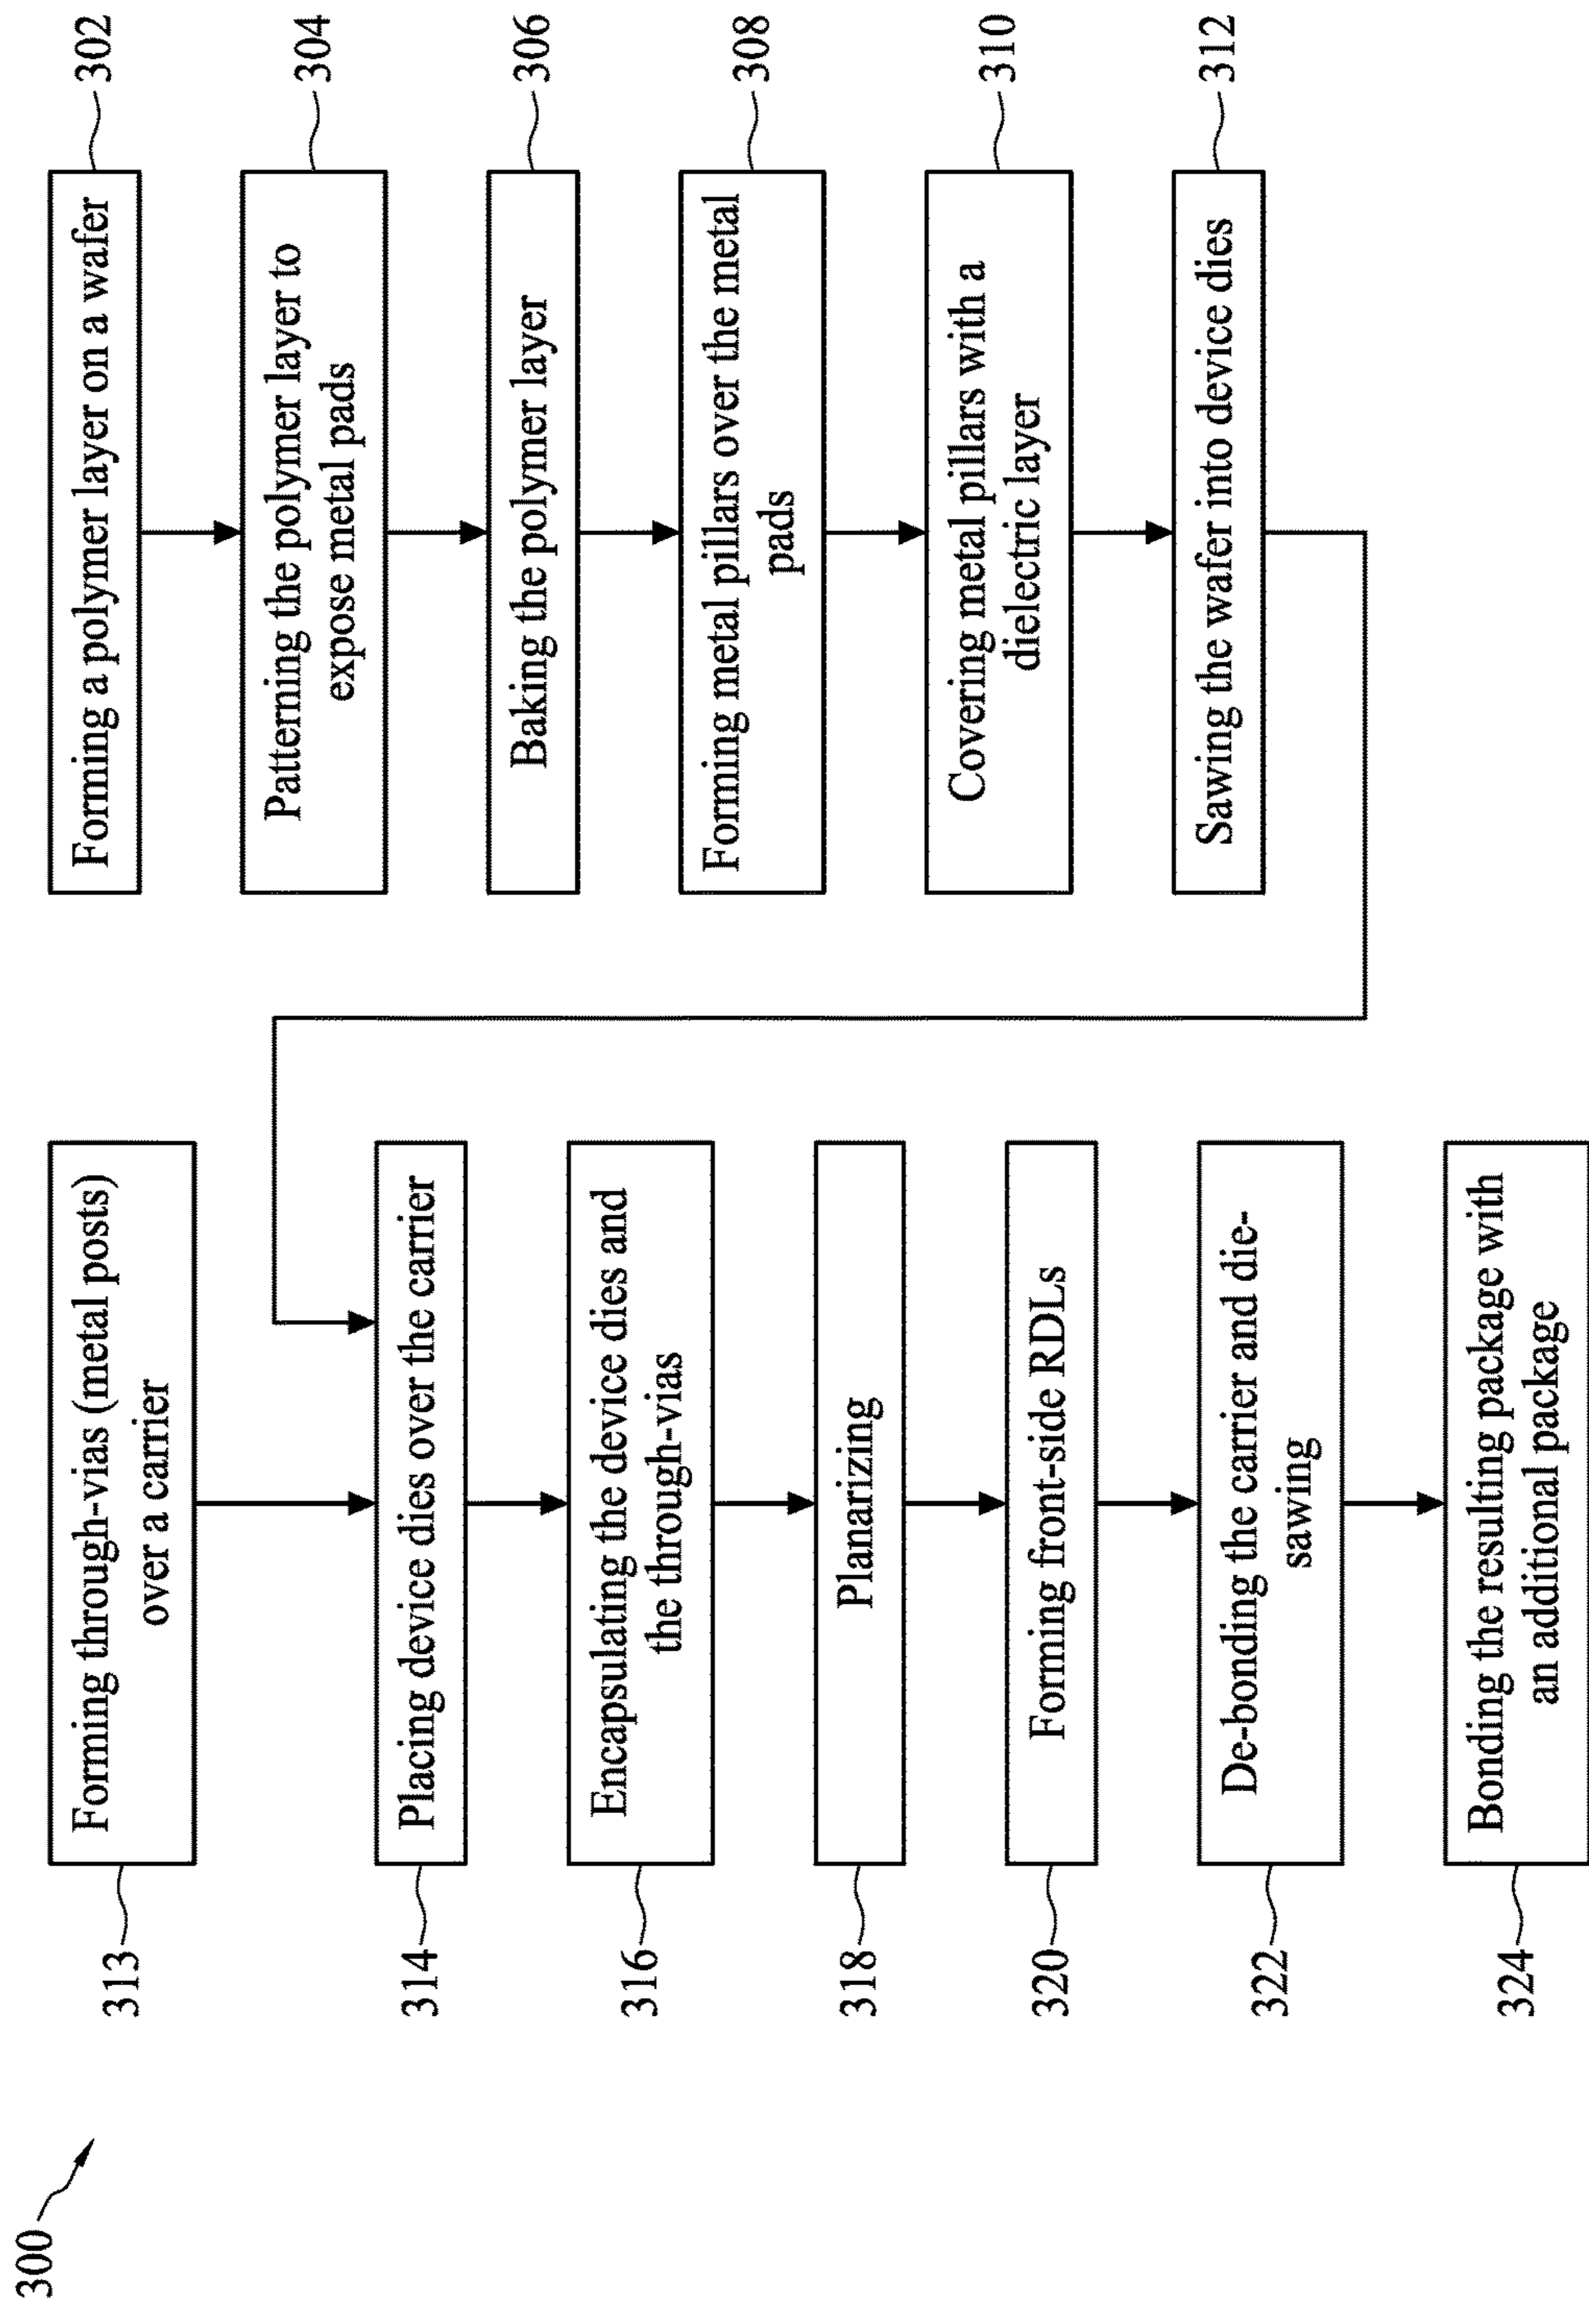 300
313
Forming through-vias (metal posts)
over a carrier
314
Placing device dies over the carrier
316
Encapsulating the device dies and
the through-vias
318
Planarizing
320
Forming front-side RDLs
322
De-bonding the carrier and die-
sawing
324
Bonding the resulting package with
an additional package
Forming a polymer layer on a wafer
302
Patterning the polymer layer to
expose metal pads
304
Baking the polymer layer
306
Forming metal pillars over the metal
pads
308
Covering metal pillars with a
dielectric layer
310
Sawing the wafer into device dies
312